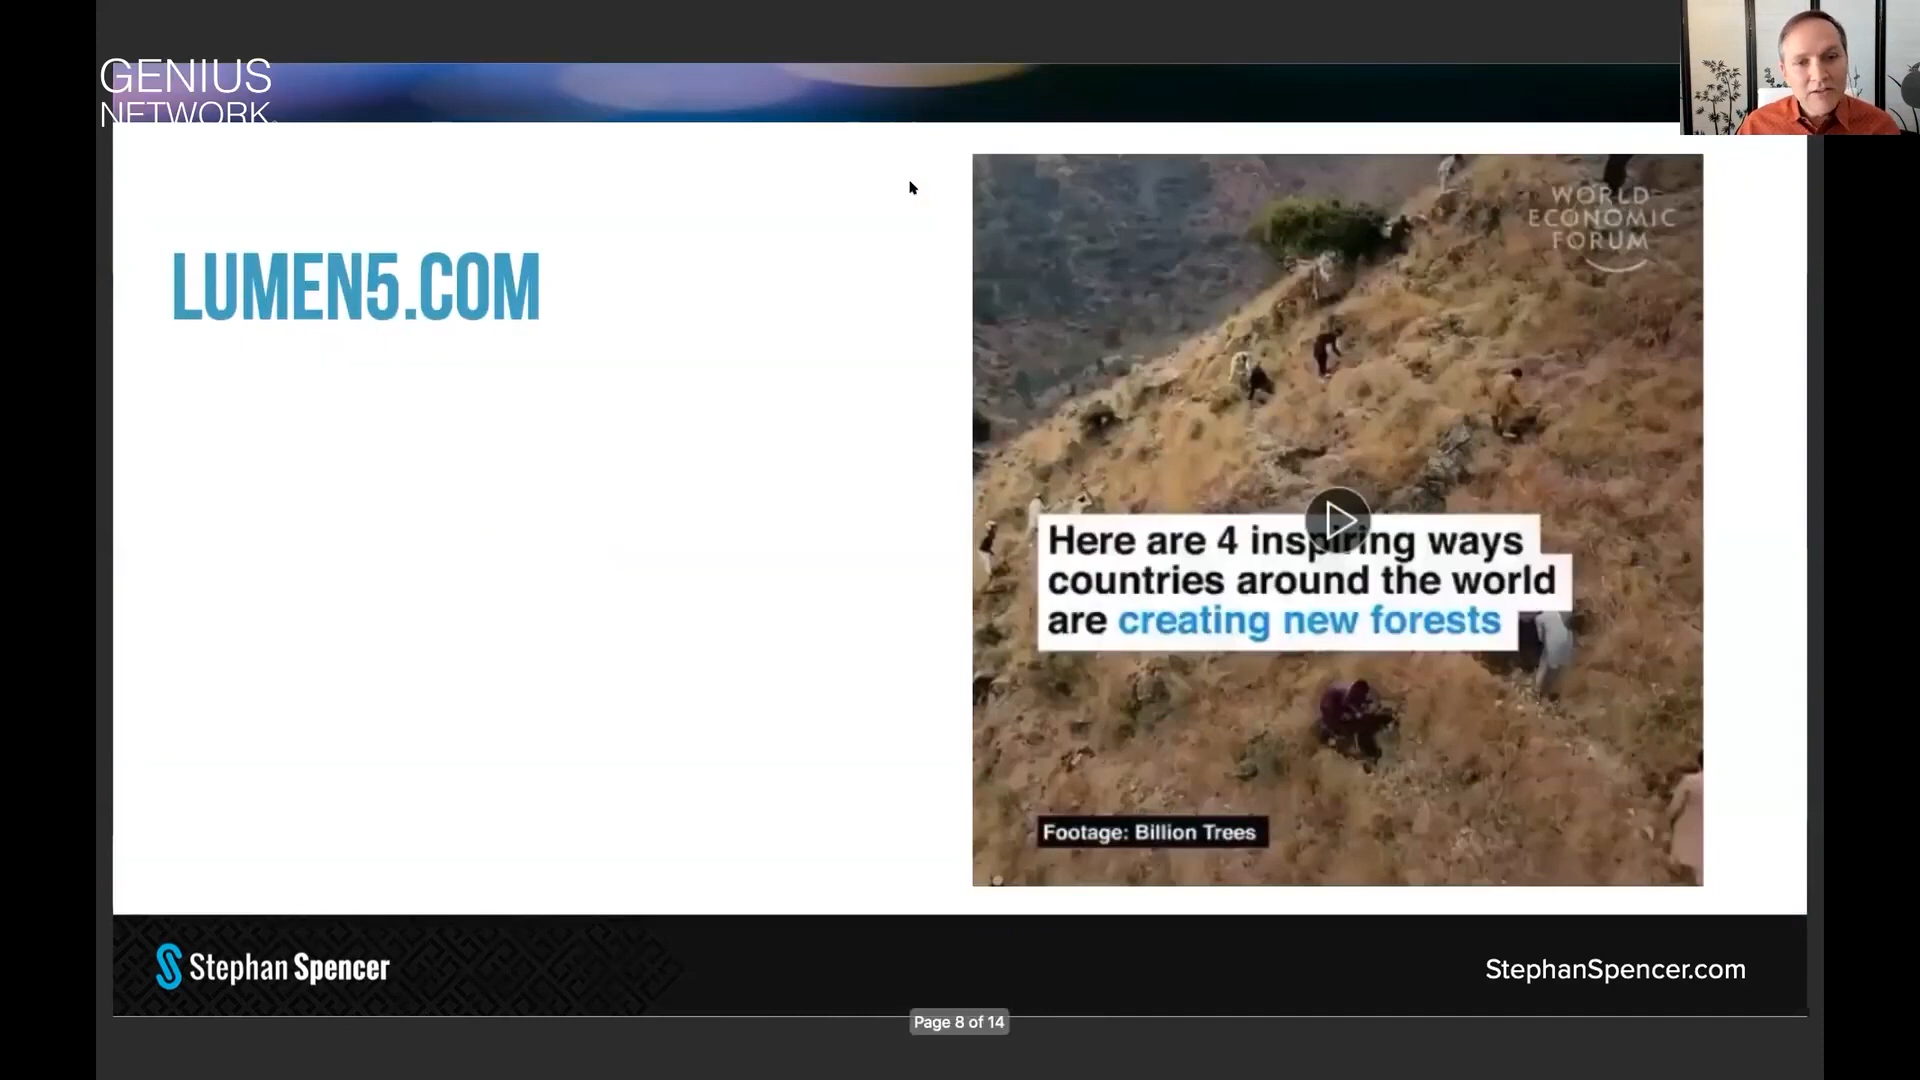 GENIUS
NETWORK.
LUMEN5.COM
WORLD
ECONOMIC
FORUM
Here are 4 inspiring ways
countries around the world
are creating new forests
Footage: Billion Trees
Stephan Spencer
StephanSpencer.com
Page 8 of 14